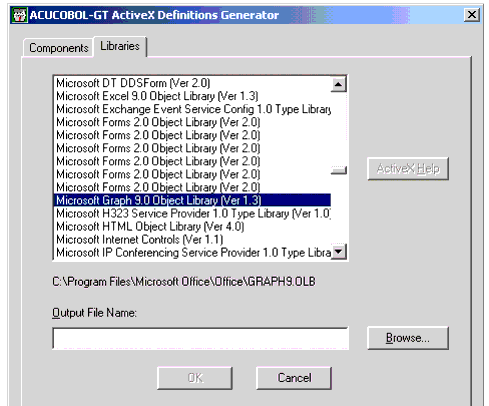 ACUCOBOL-GT ActiveX Definitions Generator
Components Libraries
Microsoft DT DDSForm (Ver 2.0)
Microsoft Excel 9.0 Object Library (Ver 1.3)
Microsoft Exchange Event Service Config 1.0 Type Library
Microsoft Forms 2.0 Object Library (Ver 2.0)
Microsoft Forms 2.0 Object Library (Ver 2.0)
Microsoft Forms 2.0 Object Library (Ver 2.0)
Microsoft Forms 2.0 Object Library (Ver 2.0)
Microsoft Forms 2.0 Object Library (Ver 2.0)
Microsoft Forms 2.0 Object Library (Ver 2.0)
Microsoft Graph 9.0 Object Library (Ver 1.3)
Microsoft H323 Service Provider 1.0 Type Library (Ver 1.0)
Microsoft HTML Object Library (Ver 4.0)
Microsoft Internet Controls (Ver 1.1)
Microsoft IP Conferencing Service Provider 1.0 Type Libra
ActiveX Help
C:\Program Files\Microsoft Office\Office\GRAPH9.OLB
Output File Name:
Browse...
OK Cancel